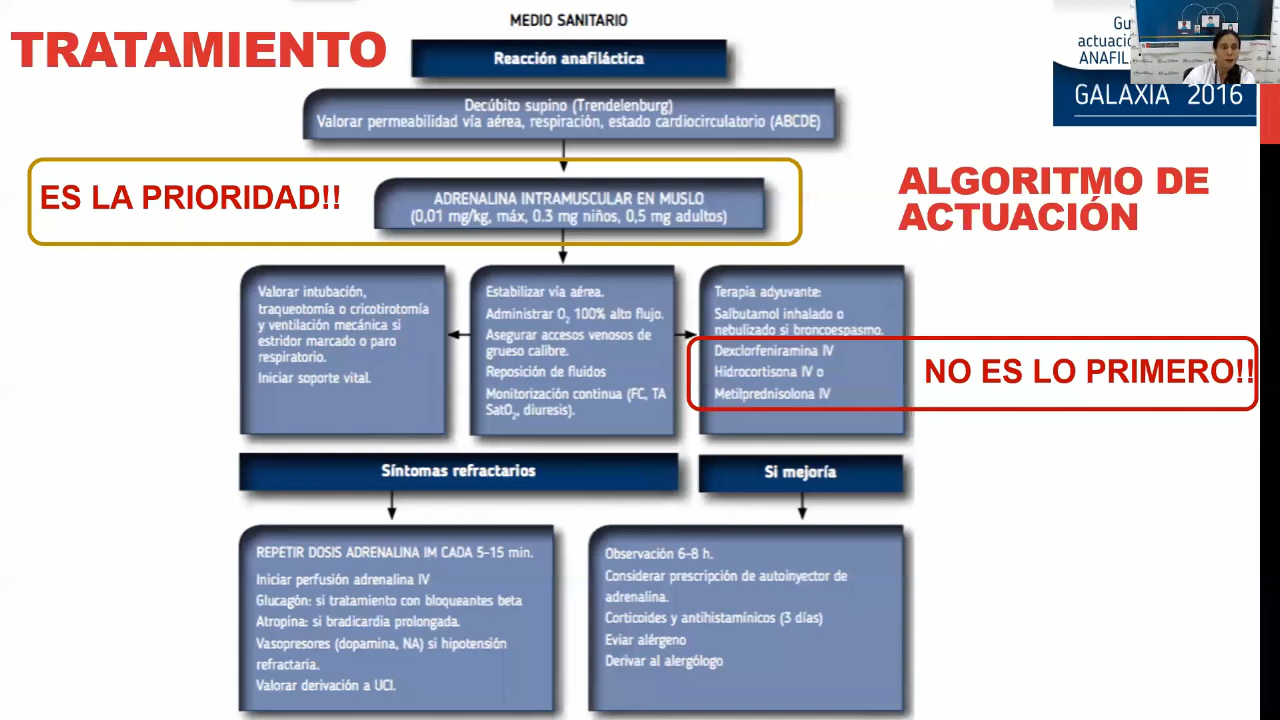 TRATAMIENTO
MEDIO SANITARIO
Reacción anafiláctica
Decúbito supino (Trendelenburg)
Valorar permeabilidad vía aérea, respiración, estado cardiocirculatorio (ABCDE)
ES LA PRIORIDAD!!
ADRENALINA INTRAMUSCULAR EN MUSLO
(0,01 mg/kg, máx, 0.3 mg niños, 0,5 mg adultos)
GALAXIA 2016
ALGORITMO DE
ACTUACIÓN
Valorar intubación,
traqueotomía o cricotirotomía
y ventilación mecánica si
estridor marcado o paro
respiratorio.
Iniciar soporte vital.
Estabilizar vía aérea.
Administrar O2 100% alto flujo.
Asegurar accesos venosos de
grueso calibre.
Reposición de fluidos
Monitorización continua (FC, TA
SatO2, diuresis).
Terapia adyuvante:
Salbutamol inhalado o
nebulizado si broncoespasmo.
Dexclorfeniramina IV
Hidrocortisona IV o
Metilprednisolona IV
NO ES LO PRIMERO!!
Síntomas refractarios
Si mejoría
REPETIR DOSIS ADRENALINA IM CADA 5-15 min.
Iniciar perfusión adrenalina IV
Glucagón: si tratamiento con bloqueantes beta
Atropina: si bradicardia prolongada.
Vasopresores (dopamina, NA) si hipotensión
refractaria.
Valorar derivación a UCI.
Observación 6-8 h.
Considerar prescripción de autoinyector de
adrenalina.
Corticoides y antihistamínicos (3 días)
Eviar alérgeno
Derivar al alergólogo